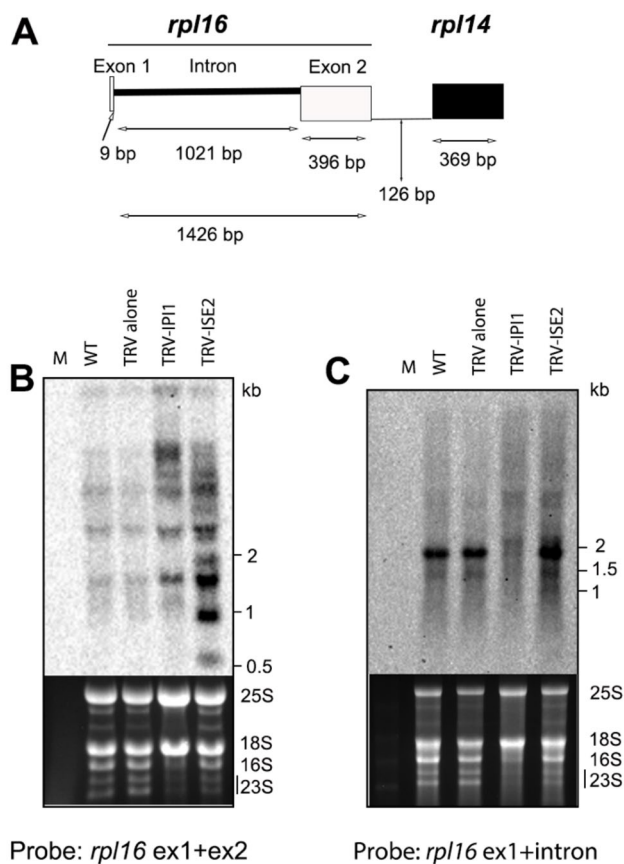 A
rpl16 rpl14
Exon 1 Intron Exon 2
9 bp 1021 bp 396 bp 369 bp
126 bp
1426 bp
B
M WT TRV alone TRV-IPI1 TRV-ISE2
kb
2
1
0.5
25S
18S
16S
23S
Probe: rpl16 ex1+ex2
C
M WT TRV alone TRV-IPI1 TRV-ISE2
kb
2
1.5
1
25S
18S
16S
23S
Probe: rpl16 ex1+intron